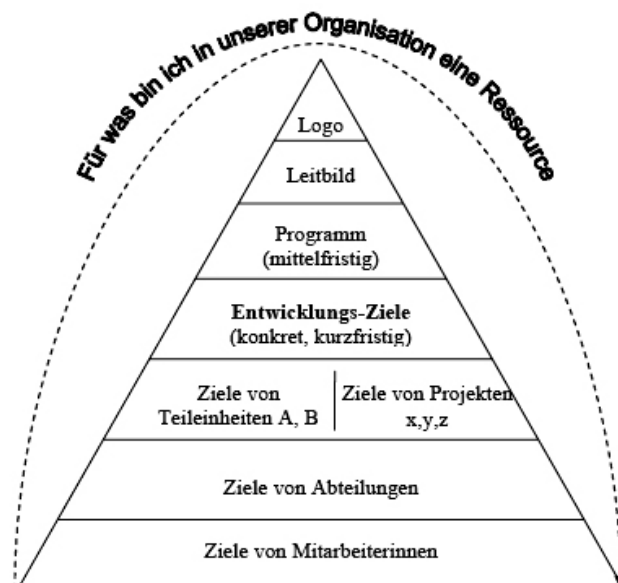 Für was bin ich in unserer Organisation eine Ressource
Logo
Leitbild
Programm
(mittelfristig)
Entwicklungs-Ziele
(konkret, kurzfristig)
Ziele von
Teileinheiten A, B
Ziele von Projekten
x,y,z
Ziele von Abteilungen
Ziele von Mitarbeiterinnen